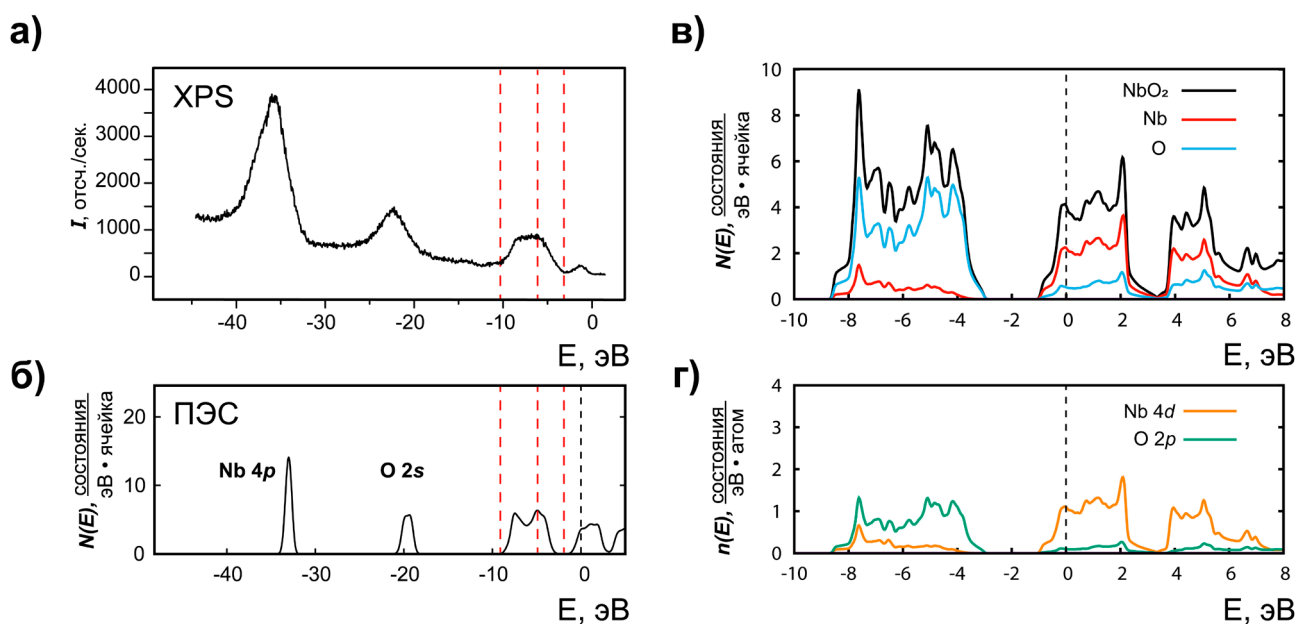 а)
XPS
I, отсч./сек.
4000
3000
2000
1000
0
-40
-30
-20
-10
0
E, эВ
б)
ПЭС
N(E), состояния
эВ • ячейка
20
10
0
Nb 4p
O 2s
-40
-30
-20
-10
0
E, эВ
в)
N(E), состояния
эВ • ячейка
10
8
6
4
2
0
NbO₂
Nb
O
-10
-8
-6
-4
-2
0
2
4
6
8
E, эВ
г)
n(E), состояния
эВ • атом
4
3
2
1
0
Nb 4d
O 2p
-10
-8
-6
-4
-2
0
2
4
6
8
E, эВ